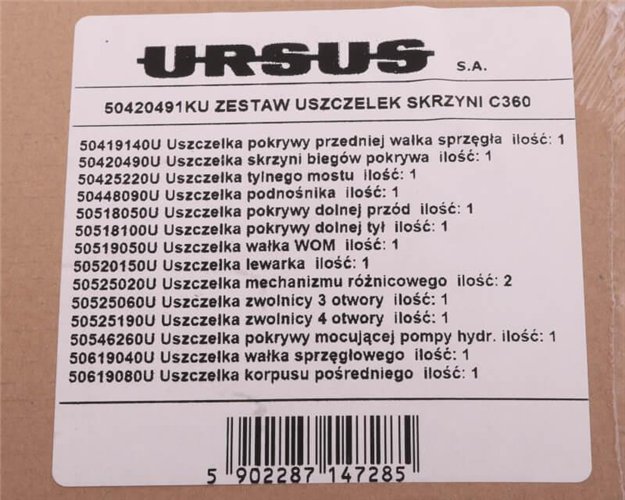 URSUS S.A.
50420491KU ZESTAW USZCZELEK SKRZYNI C360
50419140U Uszczelka pokrywy przedniej wałka sprzęgła ilość: 1
50420490U Uszczelka skrzyni biegów pokrywa ilość: 1
50425220U Uszczelka tylnego mostu ilość: 1
50448090U Uszczelka podnośnika ilość: 1
50518050U Uszczelka pokrywy dolnej przód ilość: 1
50518100U Uszczelka pokrywy dolnej tył ilość: 1
50519050U Uszczelka wałka WOM ilość: 1
50520150U Uszczelka lewarka ilość: 1
50525020U Uszczelka mechanizmu różnicowego ilość: 2
50525060U Uszczelka zwolnicy 3 otwory ilość: 1
50525190U Uszczelka zwolnicy 4 otwory ilość: 1
50546260U Uszczelka pokrywy mocującej pompy hydr. ilość: 1
50619040U Uszczelka wałka sprzęgłowego ilość: 1
50619080U Uszczelka korpusu pośredniego ilość: 1
5 902287 147285